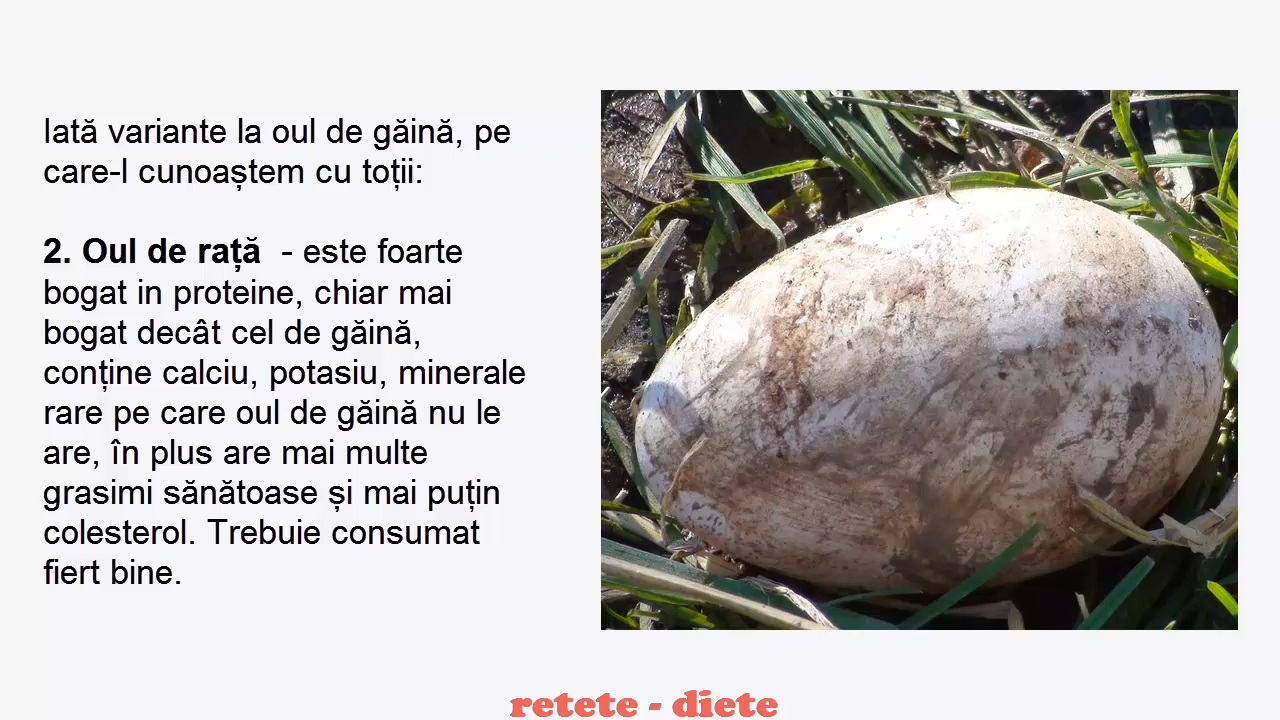 Iată variante la oul de găină, pe
care-l cunoaștem cu toții:
2. Oul de rață - este foarte
bogat in proteine, chiar mai
bogat decât cel de găină,
conține calciu, potasiu, minerale
rare pe care oul de găină nu le
are, în plus are mai multe
grasimi sănătoase și mai puțin
colesterol. Trebuie consumat
fiert bine.
retete - diete